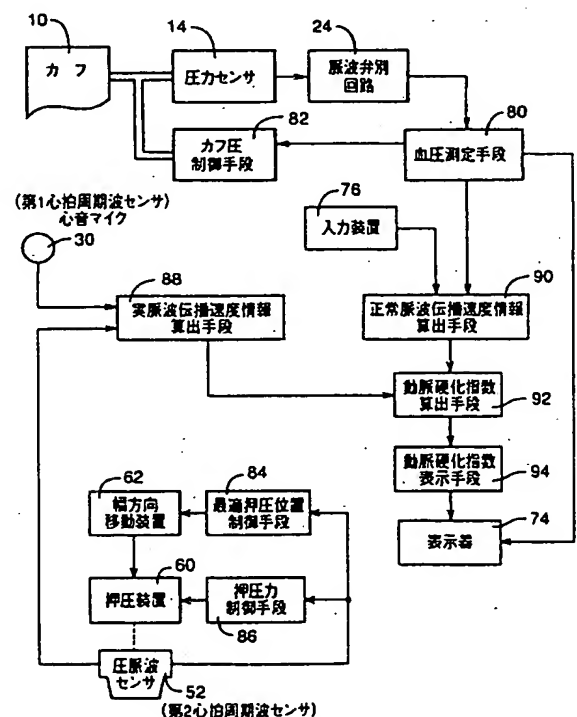 10
14
24
カフ
圧力センサ
脈波弁別
回路
82
80
カフ圧
制御手段
血圧測定手段
(第1心拍周期波センサ)
心音マイク
30
76
入力装置
88
90
実脈波伝播速度情報
算出手段
正常脈波伝播速度情報
算出手段
動脈硬化指数
算出手段
92
62
84
動脈硬化指数
表示手段
94
幅方向
移動装置
最適押圧位置
制御手段
74
表示器
60
押圧装置
押圧力
制御手段
86
圧脈波
センサ
52
(第2心拍周期波センサ)